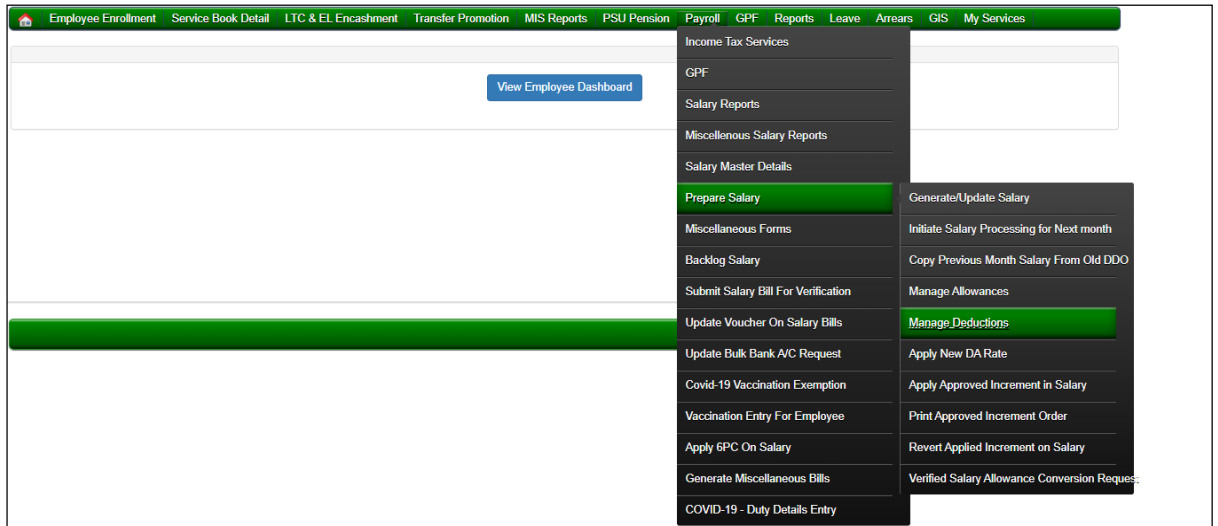 Employee Enrollment Service Book Detail LTC & EL Encashment Transfer Promotion MIS Reports PSU Pension Payroll GPF Reports Leave Arrears GIS My Services
View Employee Dashboard
Income Tax Services
GPF
Salary Reports
Miscellenous Salary Reports
Salary Master Details
Prepare Salary
Miscellaneous Forms
Backlog Salary
Submit Salary Bill For Verification
Update Voucher On Salary Bills
Update Bulk Bank A/C Request
Covid-19 Vaccination Exemption
Vaccination Entry For Employee
Apply 6PC On Salary
Generate Miscellaneous Bills
COVID-19 - Duty Details Entry
Generate/Update Salary
Initiate Salary Processing for Next month
Copy Previous Month Salary From Old DDO
Manage Allowances
Manage Deductions
Apply New DA Rate
Apply Approved Increment in Salary
Print Approved Increment Order
Revert Applied Increment on Salary
Verified Salary Allowance Conversion Request